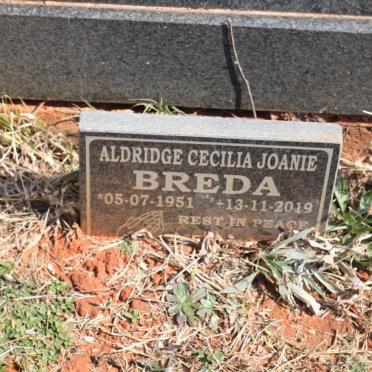 ALDRIDGE CECILIA JOANIE
BREDA
*05-07-1951 +13-11-2019
REST IN PEACE